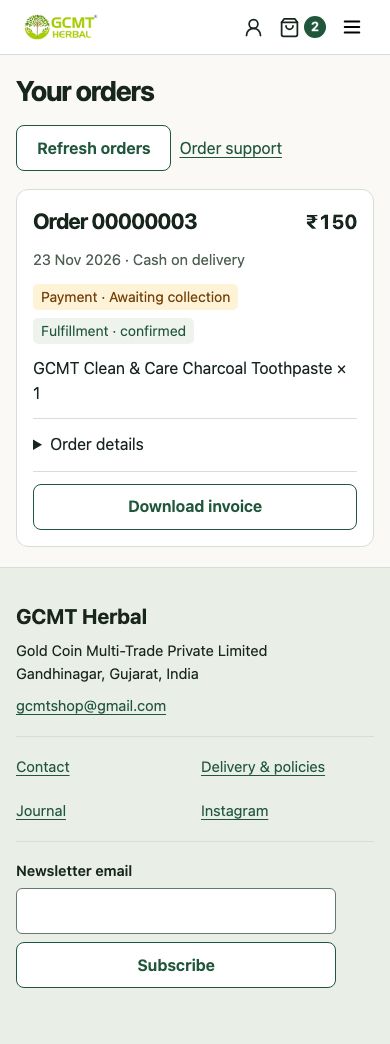 GCMT
HERBAL
2
Your orders
Refresh orders
Order support
Order 00000003
₹150
23 Nov 2026 · Cash on delivery
Payment · Awaiting collection
Fulfillment · confirmed
GCMT Clean & Care Charcoal Toothpaste ×
1
Order details
Download invoice
GCMT Herbal
Gold Coin Multi-Trade Private Limited
Gandhinagar, Gujarat, India
gcmtshop@gmail.com
Contact
Delivery & policies
Journal
Instagram
Newsletter email
Subscribe